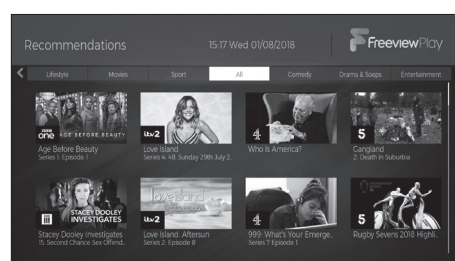 Recommendations
15:17 Wed 01/08/2018
FreeviewPlay
Lifestyle
Movies
Sport
All
Comedy
Drama & Soaps
Entertainment
BBC one
AGE BEFORE BEAUTY
Age Before Beauty
Series 1: Episode 1
itv2
Love Island
Series 4: 48: Sunday 29th July 2..
4
Who Is America?
5
Gangland
2: Death in Suburbia
STACEY DOOLEY
INVESTIGATES
Stacey Dooley Investigates
15. Second Chance Sex Offend..
itv2
love island
Love Island: Aftersun
Series 2: Episode 8
4
999: What's Your Emerge..
Series 7 Episode 1
5
Rugby Sevens 2018 Highli..